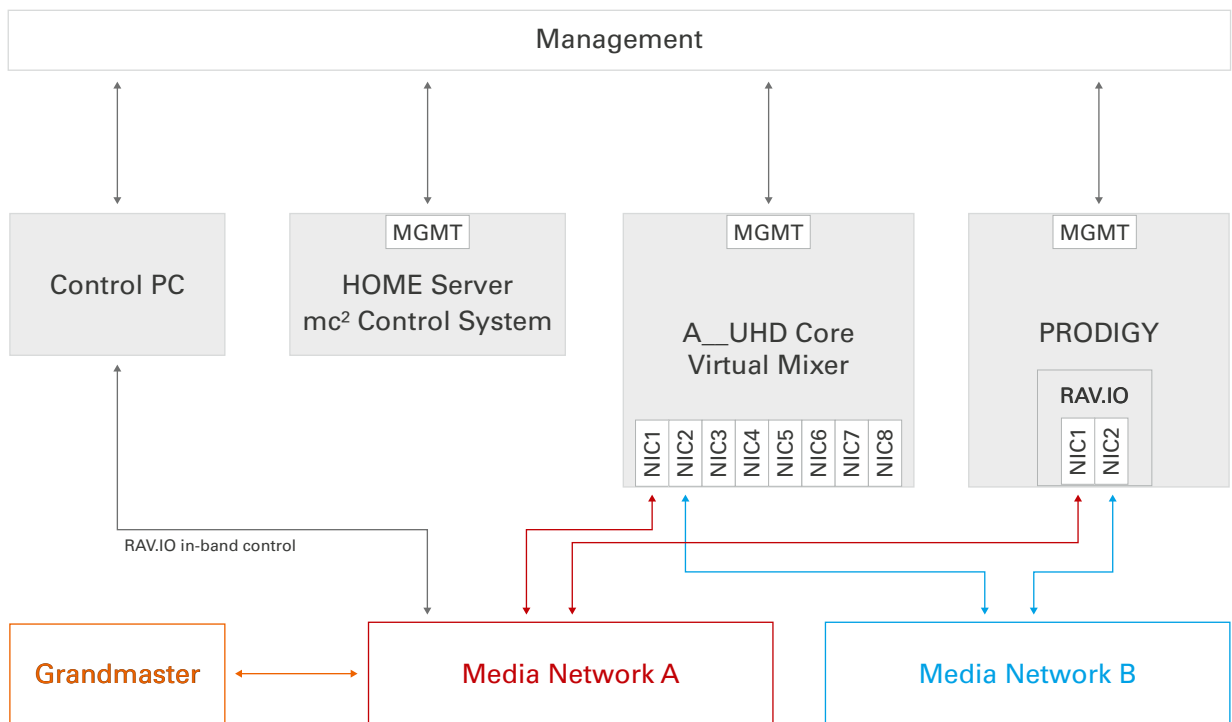 Management
MGMT
MGMT
MGMT
Control PC
HOME Server
mc² Control System
A__UHD Core
Virtual Mixer
PRODIGY
RAV.IO
NIC1
NIC2
NIC3
NIC4
NIC5
NIC6
NIC7
NIC8
NIC1
NIC2
RAV.IO in-band control
Grandmaster
Media Network A
Media Network B